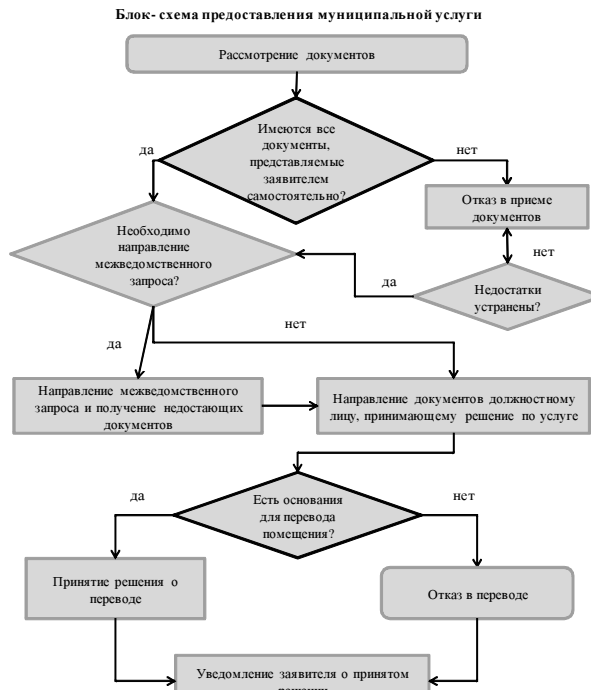 Блок- схема предоставления муниципальной услуги
Рассмотрение документов
Имеются все
документы,
представляемые
заявителем
самостоятельно?
да
нет
Отказ в приеме
документов
Необходимо
направление
межведомственного
запроса?
нет
да
Недостатки
устранены?
нет
да
Направление межведомственного
запроса и получение недостающих
документов
Направление документов должностному
лицу, принимающему решение по услуге
Есть основания
для перевода
помещения?
да
нет
Принятие решения о
переводе
Отказ в переводе
Уведомление заявителя о принятом